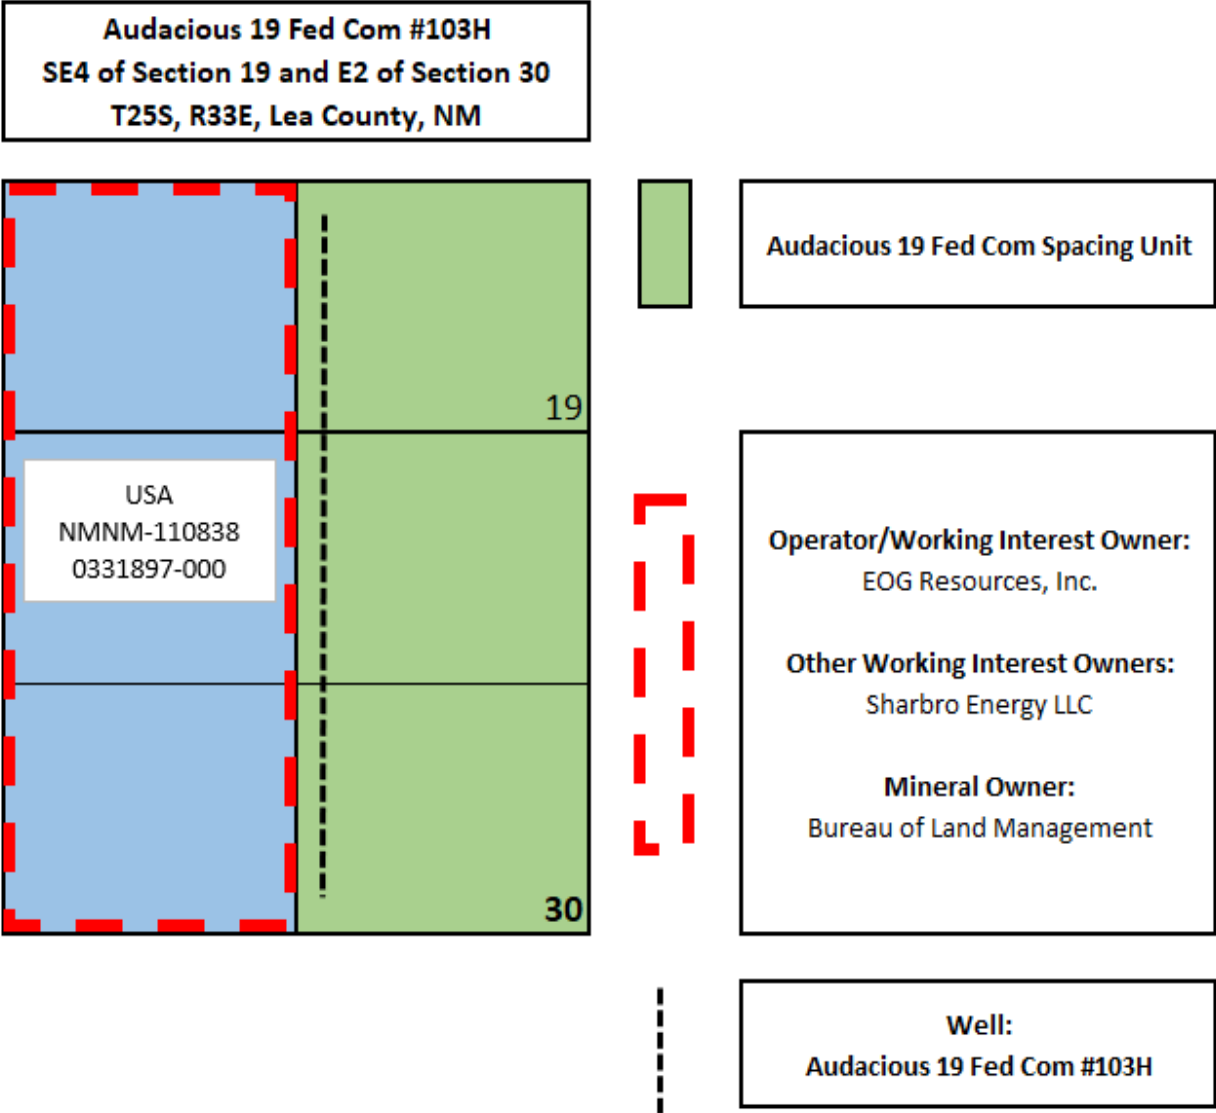 Audacious 19 Fed Com #103H
SE4 of Section 19 and E2 of Section 30
T25S, R33E, Lea County, NM
Audacious 19 Fed Com Spacing Unit
19
USA
NMNM-110838
0331897-000
Operator/Working Interest Owner:
EOG Resources, Inc.
Other Working Interest Owners:
Sharbro Energy LLC
Mineral Owner:
Bureau of Land Management
30
Well:
Audacious 19 Fed Com #103H